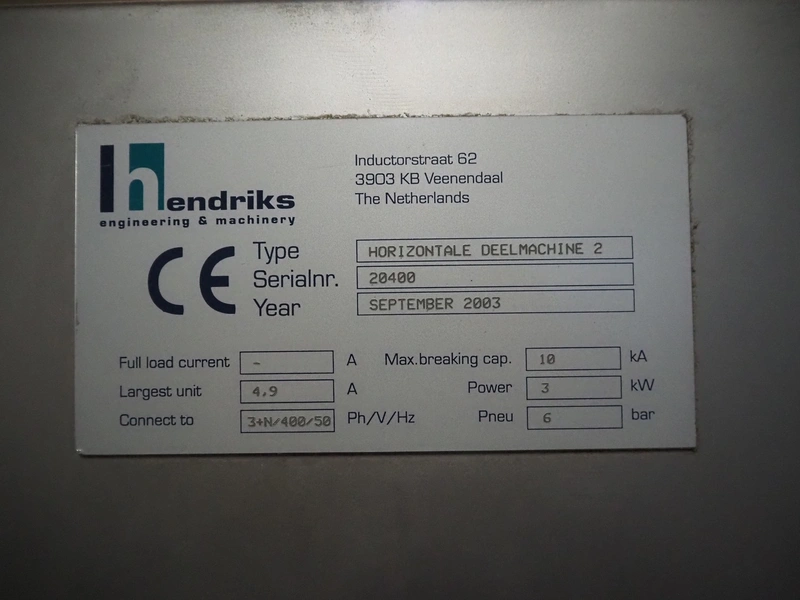 hendriks
engineering & machinery
Inductorstraat 62
3903 KB Veenendaal
The Netherlands
CE
Type HORIZONTALE DEELMACHINE 2
Serialnr. 20400
Year SEPTEMBER 2003
Full load current - A Max.breaking cap. 10 kA
Largest unit 4,9 A Power 3 kW
Connect to 3+N/400/50 Ph/V/Hz Pneu 6 bar